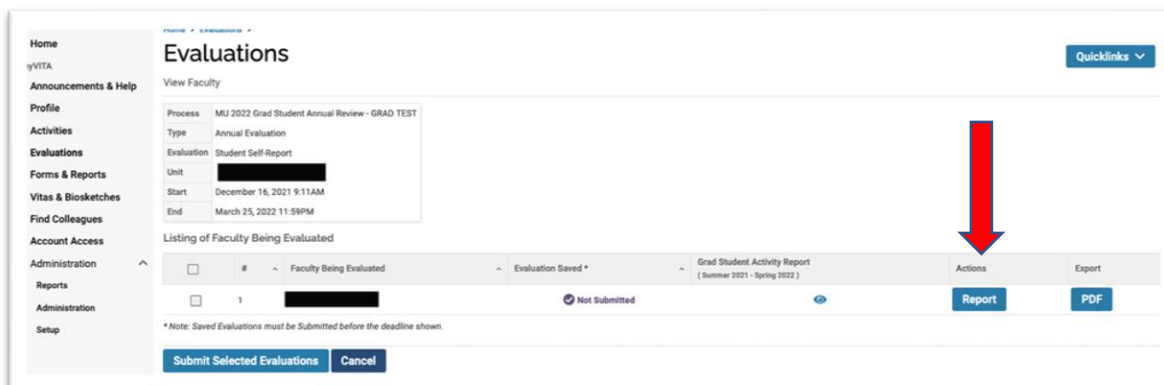 Home
Announcements & Help
Profile
Activities
Evaluations
Forms & Reports
Vitas & Biosketches
Find Colleagues
Account Access
Administration
Reports
Administration
Setup
Home > Evaluations >
Evaluations
Quicklinks
View Faculty
Process MU 2022 Grad Student Annual Review - GRAD TEST
Type Annual Evaluation
Evaluation Student Self-Report
Unit
Start December 16, 2021 9:11AM
End March 25, 2022 11:59PM
Listing of Faculty Being Evaluated
# Faculty Being Evaluated Evaluation Saved * Grad Student Activity Report Actions Export
( Summer 2021 - Spring 2022 )
1 Not Submitted Report PDF
* Note: Saved Evaluations must be Submitted before the deadline shown.
Submit Selected Evaluations Cancel